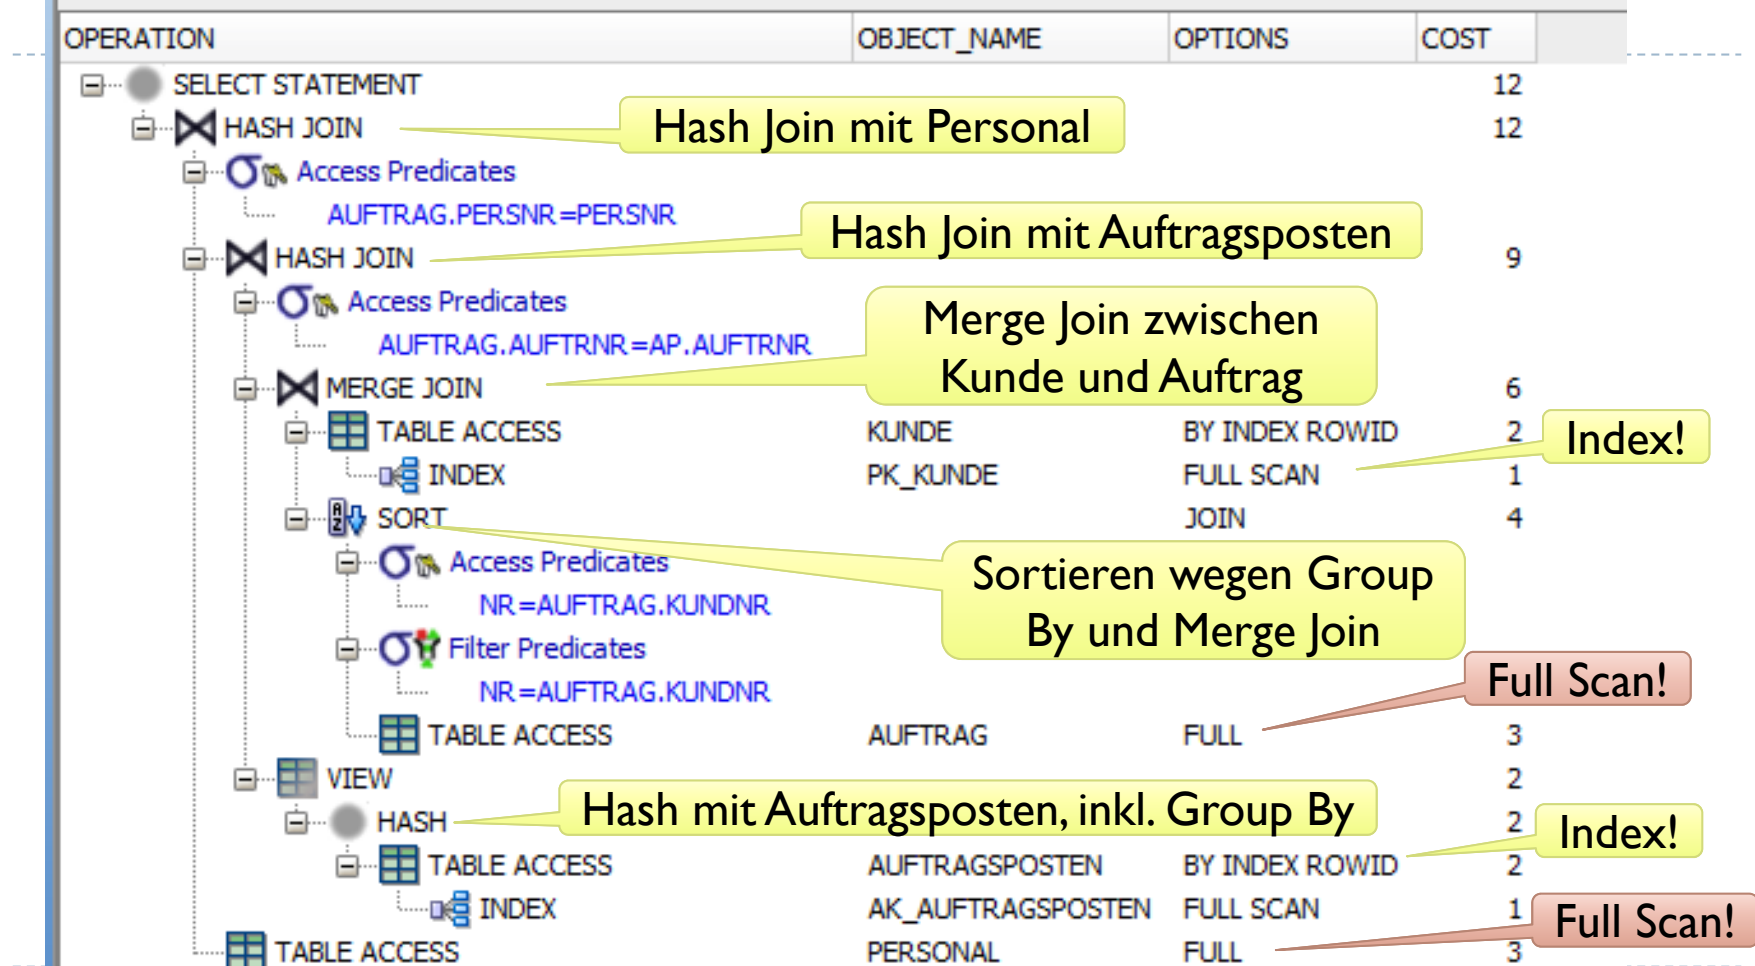 OPERATION OBJECT_NAME OPTIONS COST
SELECT STATEMENT 12
HASH JOIN Hash Join mit Personal 12
Access Predicates
AUFTRAG.PERSNR=PERSNR
Hash Join mit Auftragsposten
HASH JOIN 9
Access Predicates
Merge Join zwischen
AUFTRAG.AUFTRNR=AP.AUFTRNR
Kunde und Auftrag
MERGE JOIN 6
TABLE ACCESS KUNDE BY INDEX ROWID 2 Index!
INDEX PK_KUNDE FULL SCAN 1
SORT JOIN 4
Access Predicates
Sortieren wegen Group
NR=AUFTRAG.KUNDNR
By und Merge Join
Filter Predicates
NR=AUFTRAG.KUNDNR
Full Scan!
TABLE ACCESS AUFTRAG FULL 3
VIEW 2
Hash mit Auftragsposten, inkl. Group By
HASH 2
Index!
TABLE ACCESS AUFTRAGSPOSTEN BY INDEX ROWID 2
INDEX AK_AUFTRAGSPOSTEN FULL SCAN 1
Full Scan!
TABLE ACCESS PERSONAL FULL 3